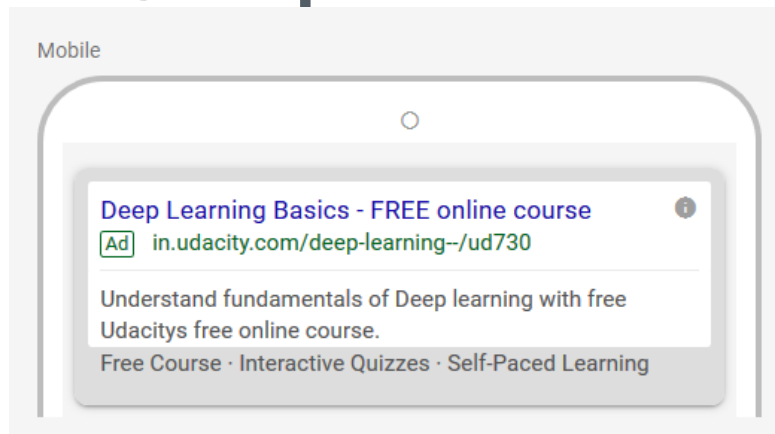 Mobile
Deep Learning Basics - FREE online course
Ad in.udacity.com/deep-learning--/ud730
Understand fundamentals of Deep learning with free
Udacitys free online course.
Free Course · Interactive Quizzes · Self-Paced Learning